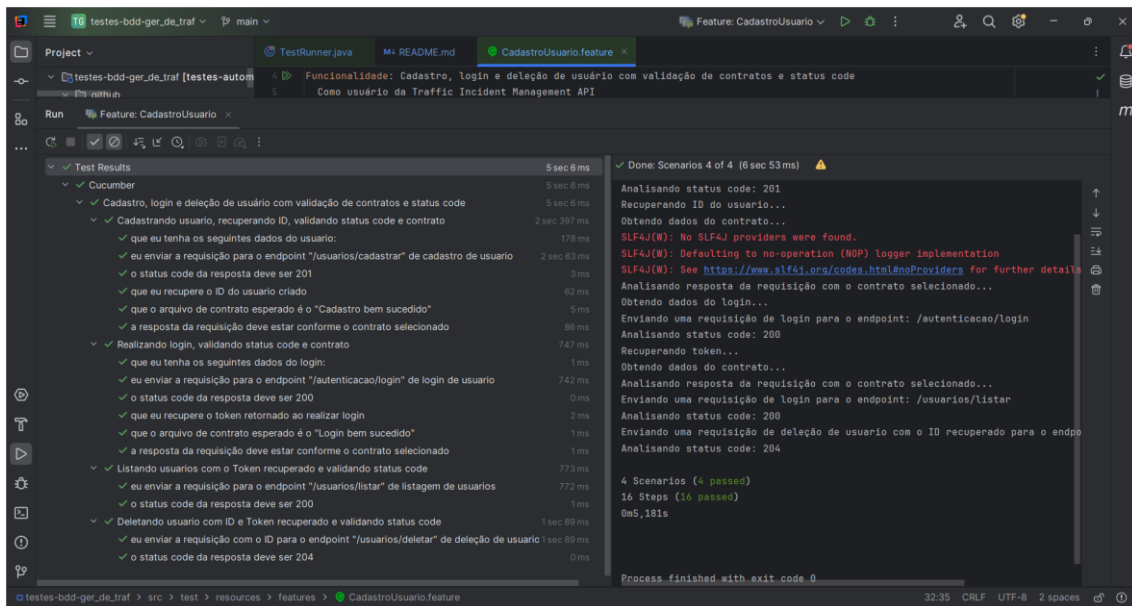 TG testes-bdd-ger_de_traf main Feature: CadastroUsuario
Project
TestRunner.java M↓ README.md CadastroUsuario.feature
testes-bdd-ger_de_traf [testes-autom
github
4 Funcionalidade: Cadastro, login e deleção de usuário com validação de contratos e status code
5 Como usuário da Traffic Incident Management API
Run Feature: CadastroUsuario
Test Results 5 sec 6 ms
Cucumber 5 sec 6 ms
Cadastro, login e deleção de usuário com validação de contratos e status code 5 sec 6 ms
Cadastrando usuario, recuperando ID, validando status code e contrato 2 sec 397 ms
que eu tenha os seguintes dados do usuario: 178 ms
eu enviar a requisição para o endpoint "/usuarios/cadastrar" de cadastro de usuario 2 sec 63 ms
o status code da resposta deve ser 201 3 ms
que eu recupere o ID do usuario criado 62 ms
que o arquivo de contrato esperado é o "Cadastro bem sucedido" 5 ms
a resposta da requisição deve estar conforme o contrato selecionado 86 ms
Realizando login, validando status code e contrato 747 ms
que eu tenha os seguintes dados do login: 1 ms
eu enviar a requisição para o endpoint "/autenticacao/login" de login de usuario 742 ms
o status code da resposta deve ser 200 0 ms
que eu recupere o token retornado ao realizar login 2 ms
que o arquivo de contrato esperado é o "Login bem sucedido" 1 ms
a resposta da requisição deve estar conforme o contrato selecionado 1 ms
Listando usuarios com o Token recuperado e validando status code 773 ms
eu enviar a requisição para o endpoint "/usuarios/listar" de listagem de usuarios 772 ms
o status code da resposta deve ser 200 1 ms
Deletando usuario com ID e Token recuperado e validando status code 1 sec 89 ms
eu enviar a requisição com o ID para o endpoint "/usuarios/deletar" de deleção de usuario 1 sec 89 ms
o status code da resposta deve ser 204 0 ms
Done: Scenarios 4 of 4 (6 sec 53 ms)
Analisando status code: 201
Recuperando ID do usuario...
Obtendo dados do contrato...
SLF4J(W): No SLF4J providers were found.
SLF4J(W): Defaulting to no-operation (NOP) logger implementation
SLF4J(W): See https://www.slf4j.org/codes.html#noProviders for further details
Analisando resposta da requisição com o contrato selecionado...
Obtendo dados do login...
Enviando uma requisição de login para o endpoint: /autenticacao/login
Analisando status code: 200
Recuperando token...
Obtendo dados do contrato...
Analisando resposta da requisição com o contrato selecionado...
Enviando uma requisição de login para o endpoint: /usuarios/listar
Analisando status code: 200
Enviando uma requisição de deleção de usuario com o ID recuperado para o endpo
Analisando status code: 204
4 Scenarios (4 passed)
16 Steps (16 passed)
0m5,181s
Process finished with exit code 0
testes-bdd-ger_de_traf > src > test > resources > features > CadastroUsuario.feature 32:35 CRLF UTF-8 2 spaces